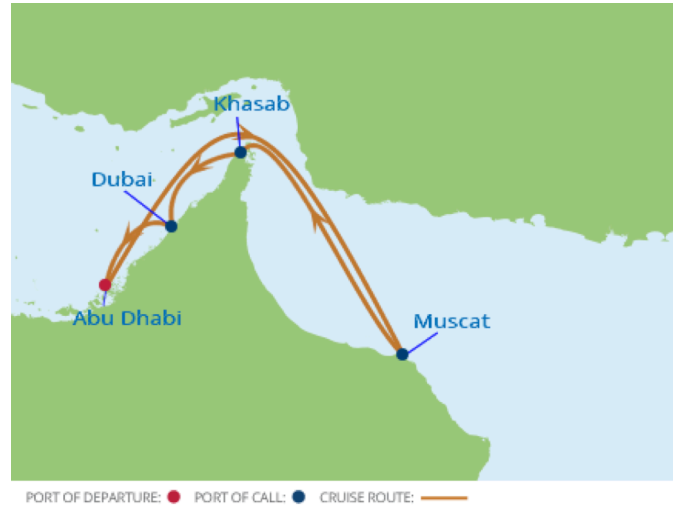 Khasab
Dubai
Abu Dhabi
Muscat
PORT OF DEPARTURE: PORT OF CALL: CRUISE ROUTE: